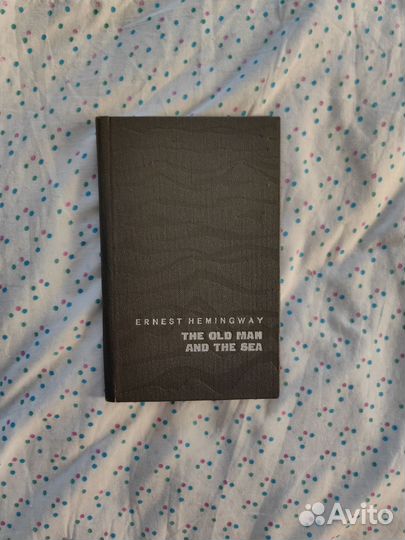 ERNEST HEMINGWAY
THE OLD MAN
AND THE SEA
Avito